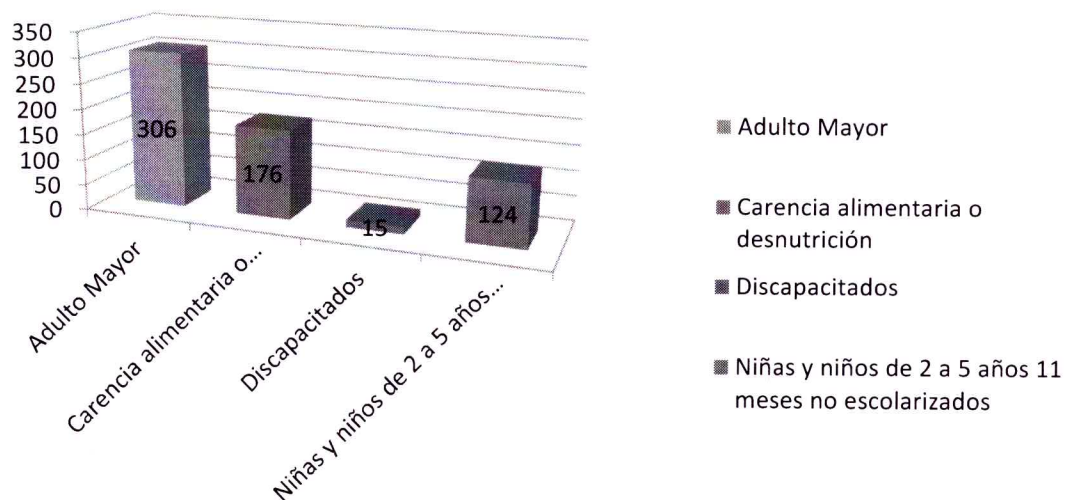 350
300
250
200
150
100
50
0
306
176
15
124
Adulto Mayor
Carencia alimentaria o...
Discapacitados
Niñas y niños de 2 a 5 años...
Adulto Mayor
Carencia alimentaria o
desnutrición
Discapacitados
Niñas y niños de 2 a 5 años 11
meses no escolarizados